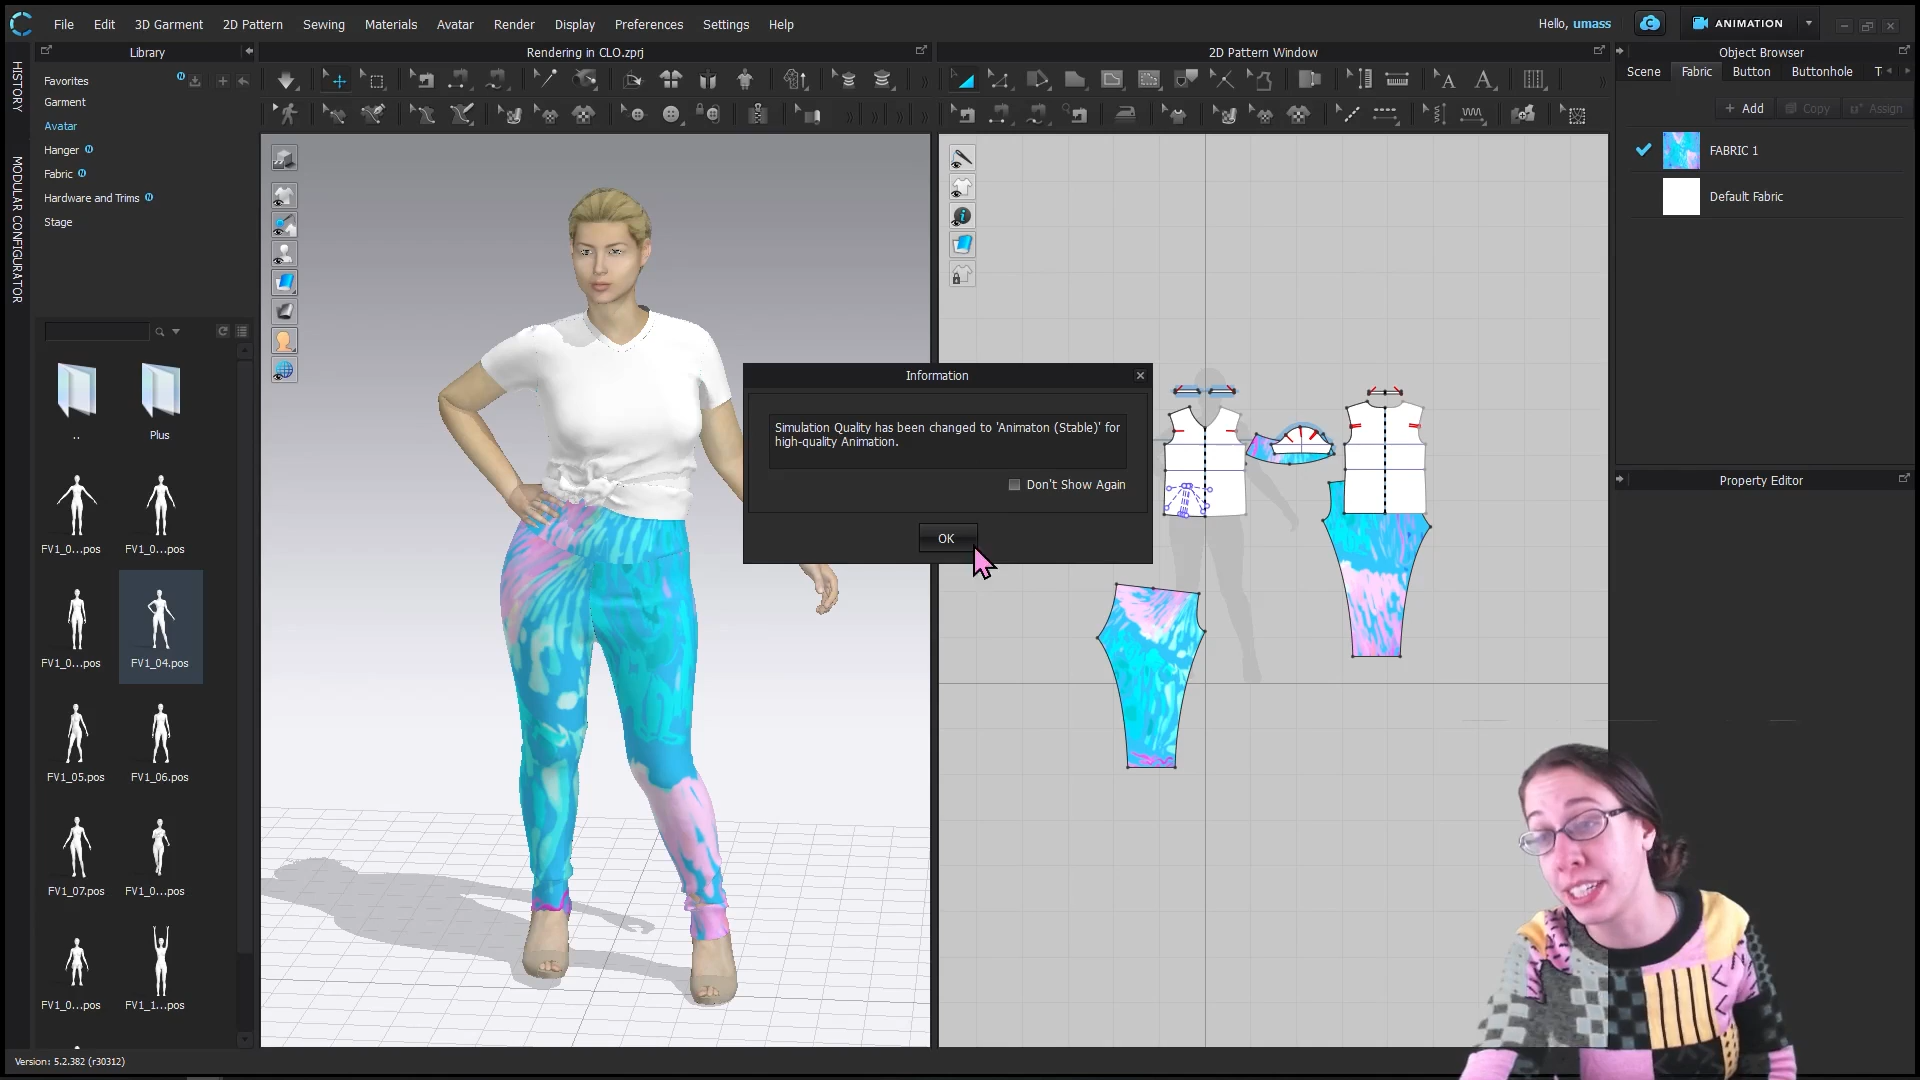 File Edit 3D Garment 2D Pattern Sewing Materials Avatar Render Display Preferences Settings Help
Hello, umass
ANIMATION
Library
Rendering in CLO.zprj
2D Pattern Window
Object Browser
HISTORY
MODULAR CONFIGURATOR
Favorites
Garment
Avatar
Hanger
Fabric
Hardware and Trims
Stage
Scene Fabric Button Buttonhole T
+ Add Copy Assign
FABRIC 1
Default Fabric
Property Editor
Information
Simulation Quality has been changed to 'Animaton (Stable)' for
high-quality Animation.
Don't Show Again
OK
.. Plus
FV1_0...pos FV1_0...pos
FV1_0...pos FV1_04.pos
FV1_05.pos FV1_06.pos
FV1_07.pos FV1_0...pos
FV1_0...pos FV1_1...pos
Version: 5.2.382 (r30312)